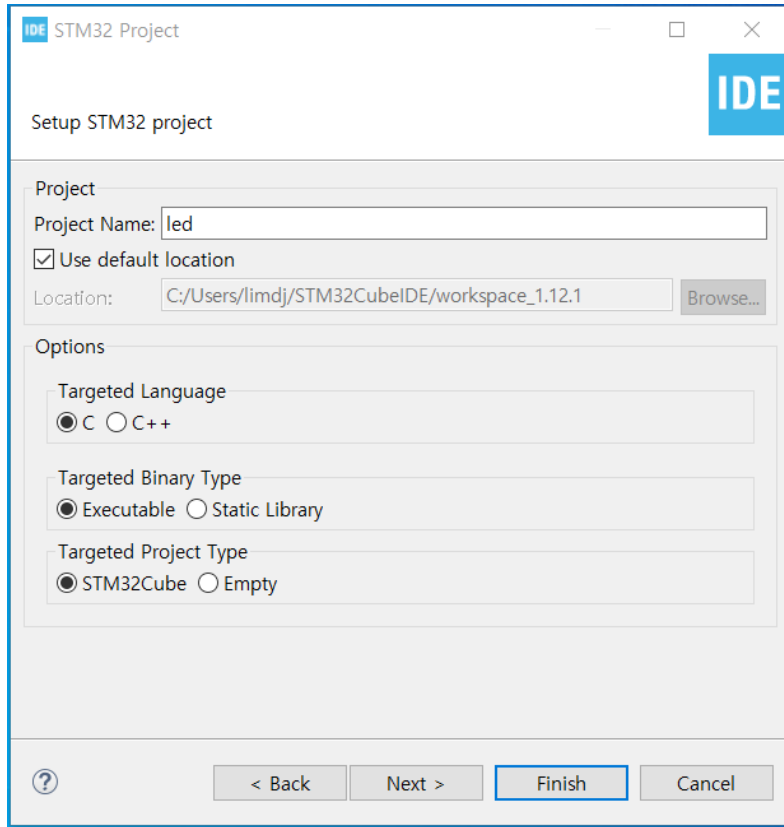 IDE STM32 Project
IDE
Setup STM32 project
Project
Project Name: led
Use default location
Location: C:/Users/limdj/STM32CubeIDE/workspace_1.12.1 Browse...
Options
Targeted Language
C C++
Targeted Binary Type
Executable Static Library
Targeted Project Type
STM32Cube Empty
? < Back Next > Finish Cancel